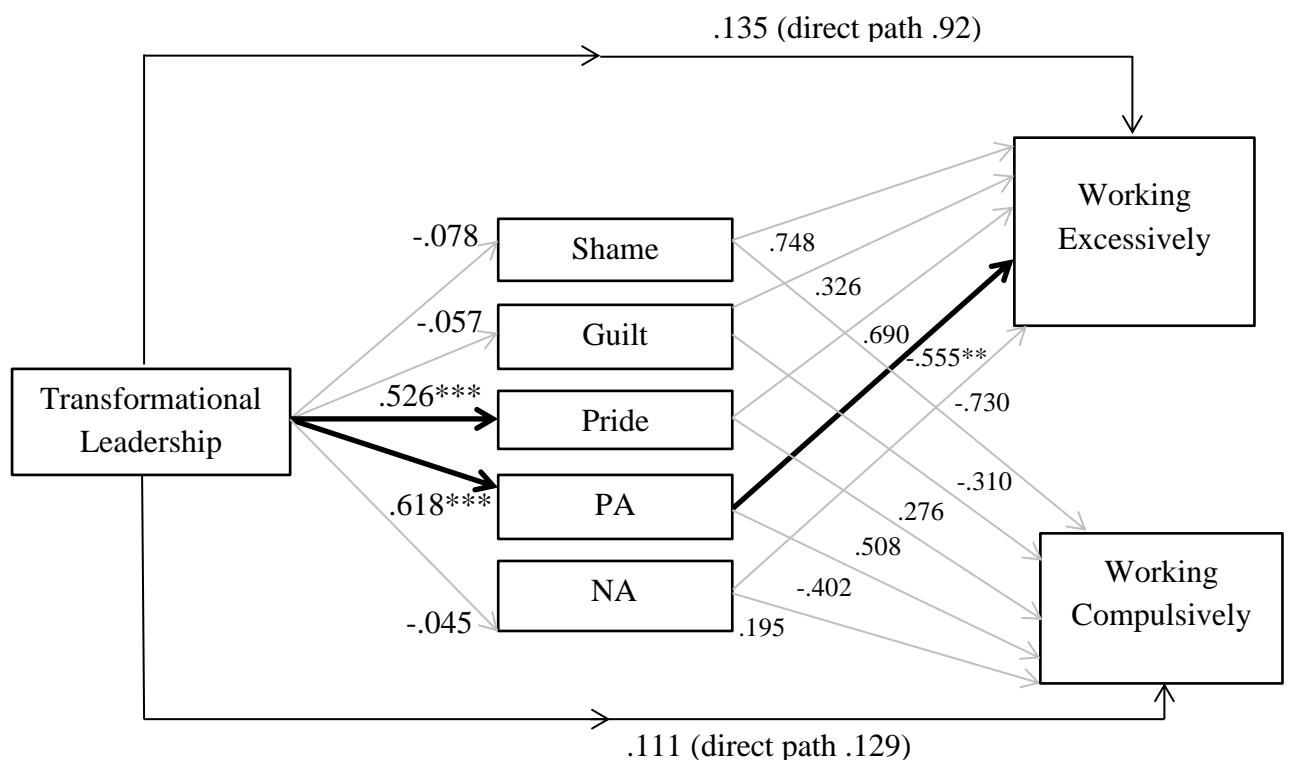 .135 (direct path .92)
Working
Excessively
-.078
Shame
.748
.326
-.057
Guilt
.690
-.555**
Transformational
Leadership
.526***
Pride
-.730
.618***
PA
-.310
.276
.508
NA
-.402
-.045
.195
Working
Compulsively
.111 (direct path .129)